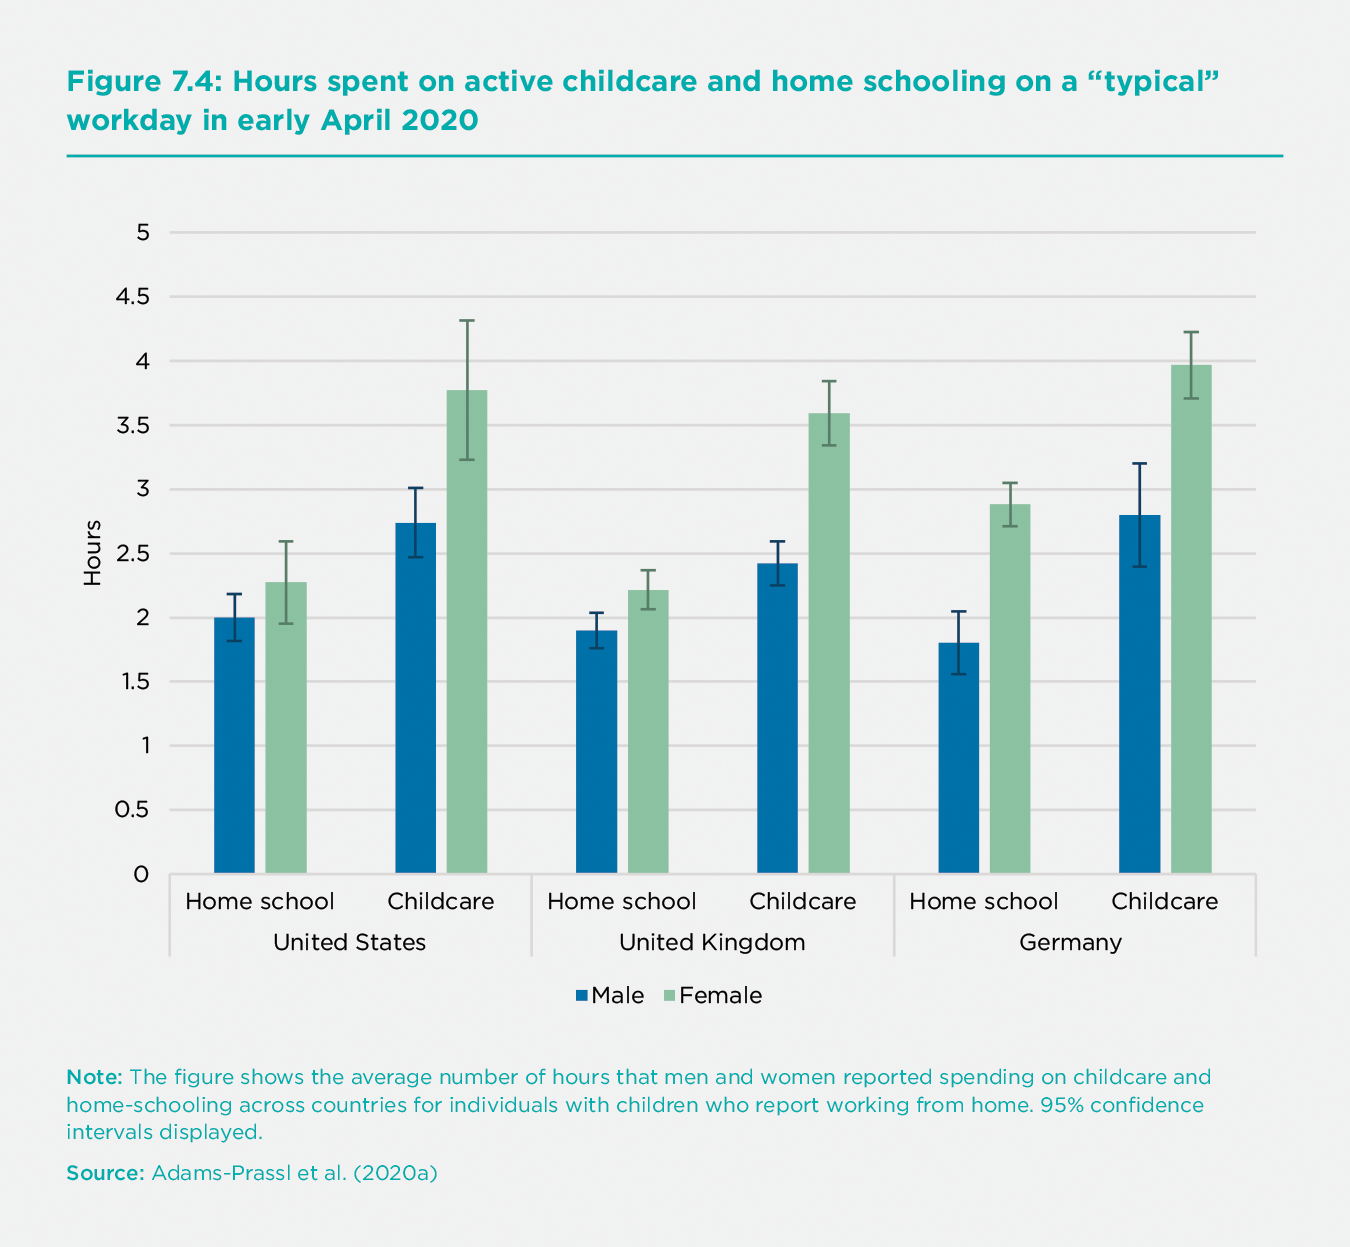 Figure 7.4: Hours spent on active childcare and home schooling on a “typical”
workday in early April 2020
5
4.5
4
3.5
3
2.5
2
1.5
1
0.5
0
Hours
Home school Childcare Home school Childcare Home school Childcare
United States United Kingdom Germany
Male Female
Note: The figure shows the average number of hours that men and women reported spending on childcare and
home-schooling across countries for individuals with children who report working from home. 95% confidence
intervals displayed.
Source: Adams-Prassl et al. (2020a)